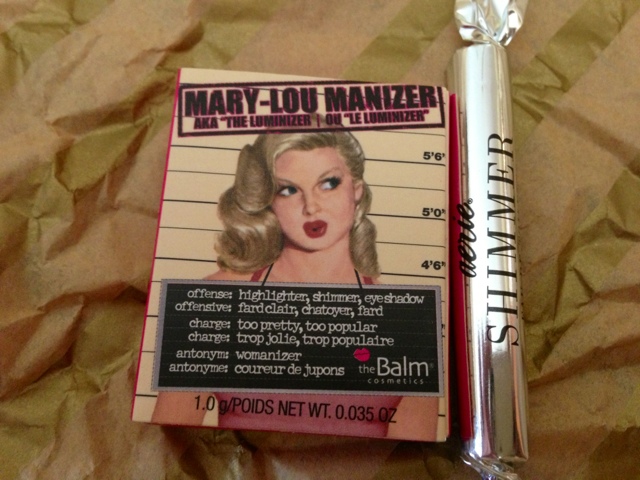 MARY-LOU MANIZER
AKA "THE LUMINIZER | OU "LE LUMINIZER"
5'6"
5'0"
4'6"
offense: highlighter, shimmer, eyeshadow
offensive: fard clair, chatoyer, fard
charge: too pretty, too popular
charge: trop jolie, trop populaire
antonym: womanizer
antonyme: coureur de jupons
theBalm®
cosmetics
1.0 g/POIDS NET WT. 0.035 OZ
aerie®
SHIMMER